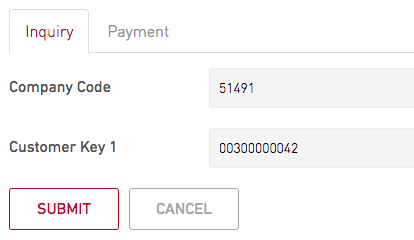 Inquiry Payment
Company Code 51491
Customer Key 1 00300000042
SUBMIT CANCEL